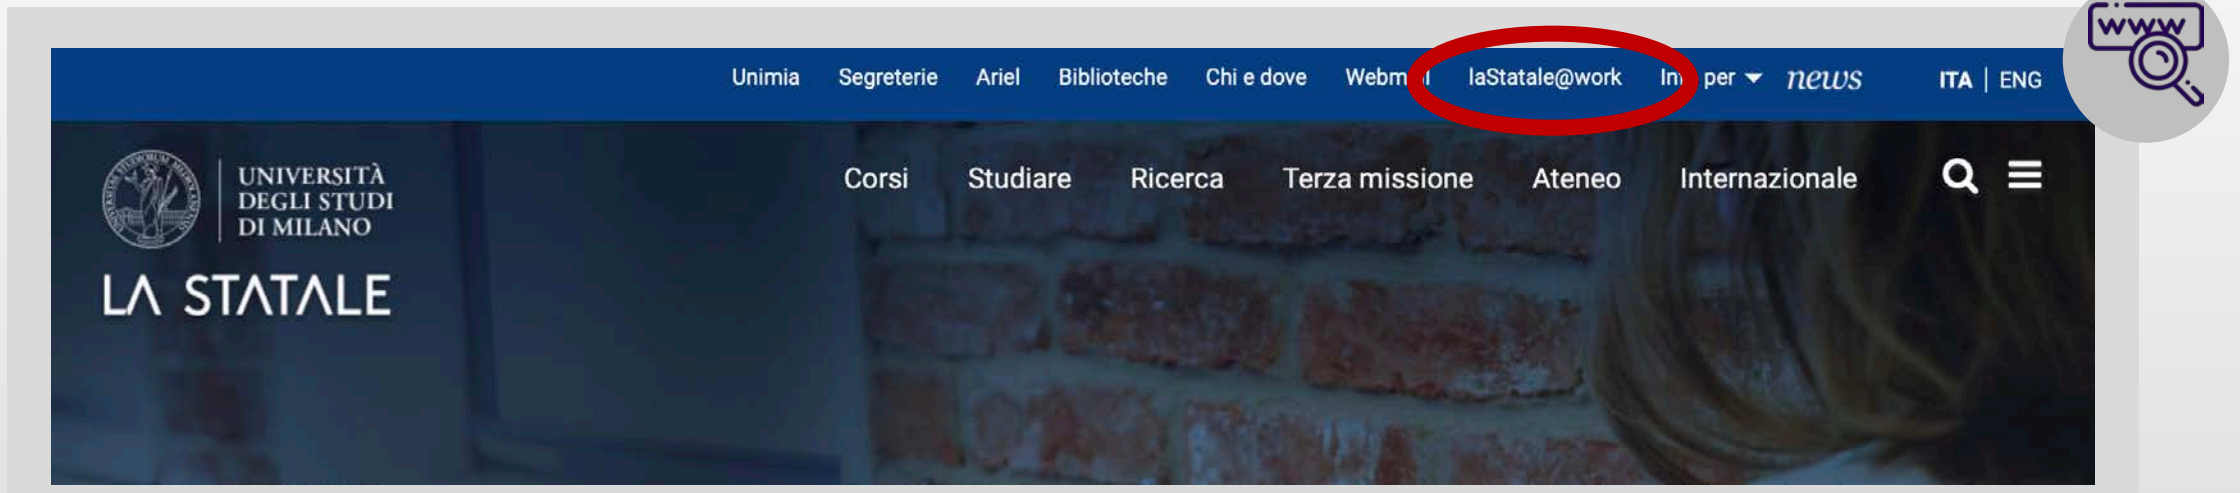 www
Unimia Segreterie Ariel Biblioteche Chi e dove laStatale@work per news ITA | ENG
UNIVERSITÀ
DEGLI STUDI
DI MILANO
Corsi Studiare Ricerca Terza missione Ateneo Internazionale
LA STATALE